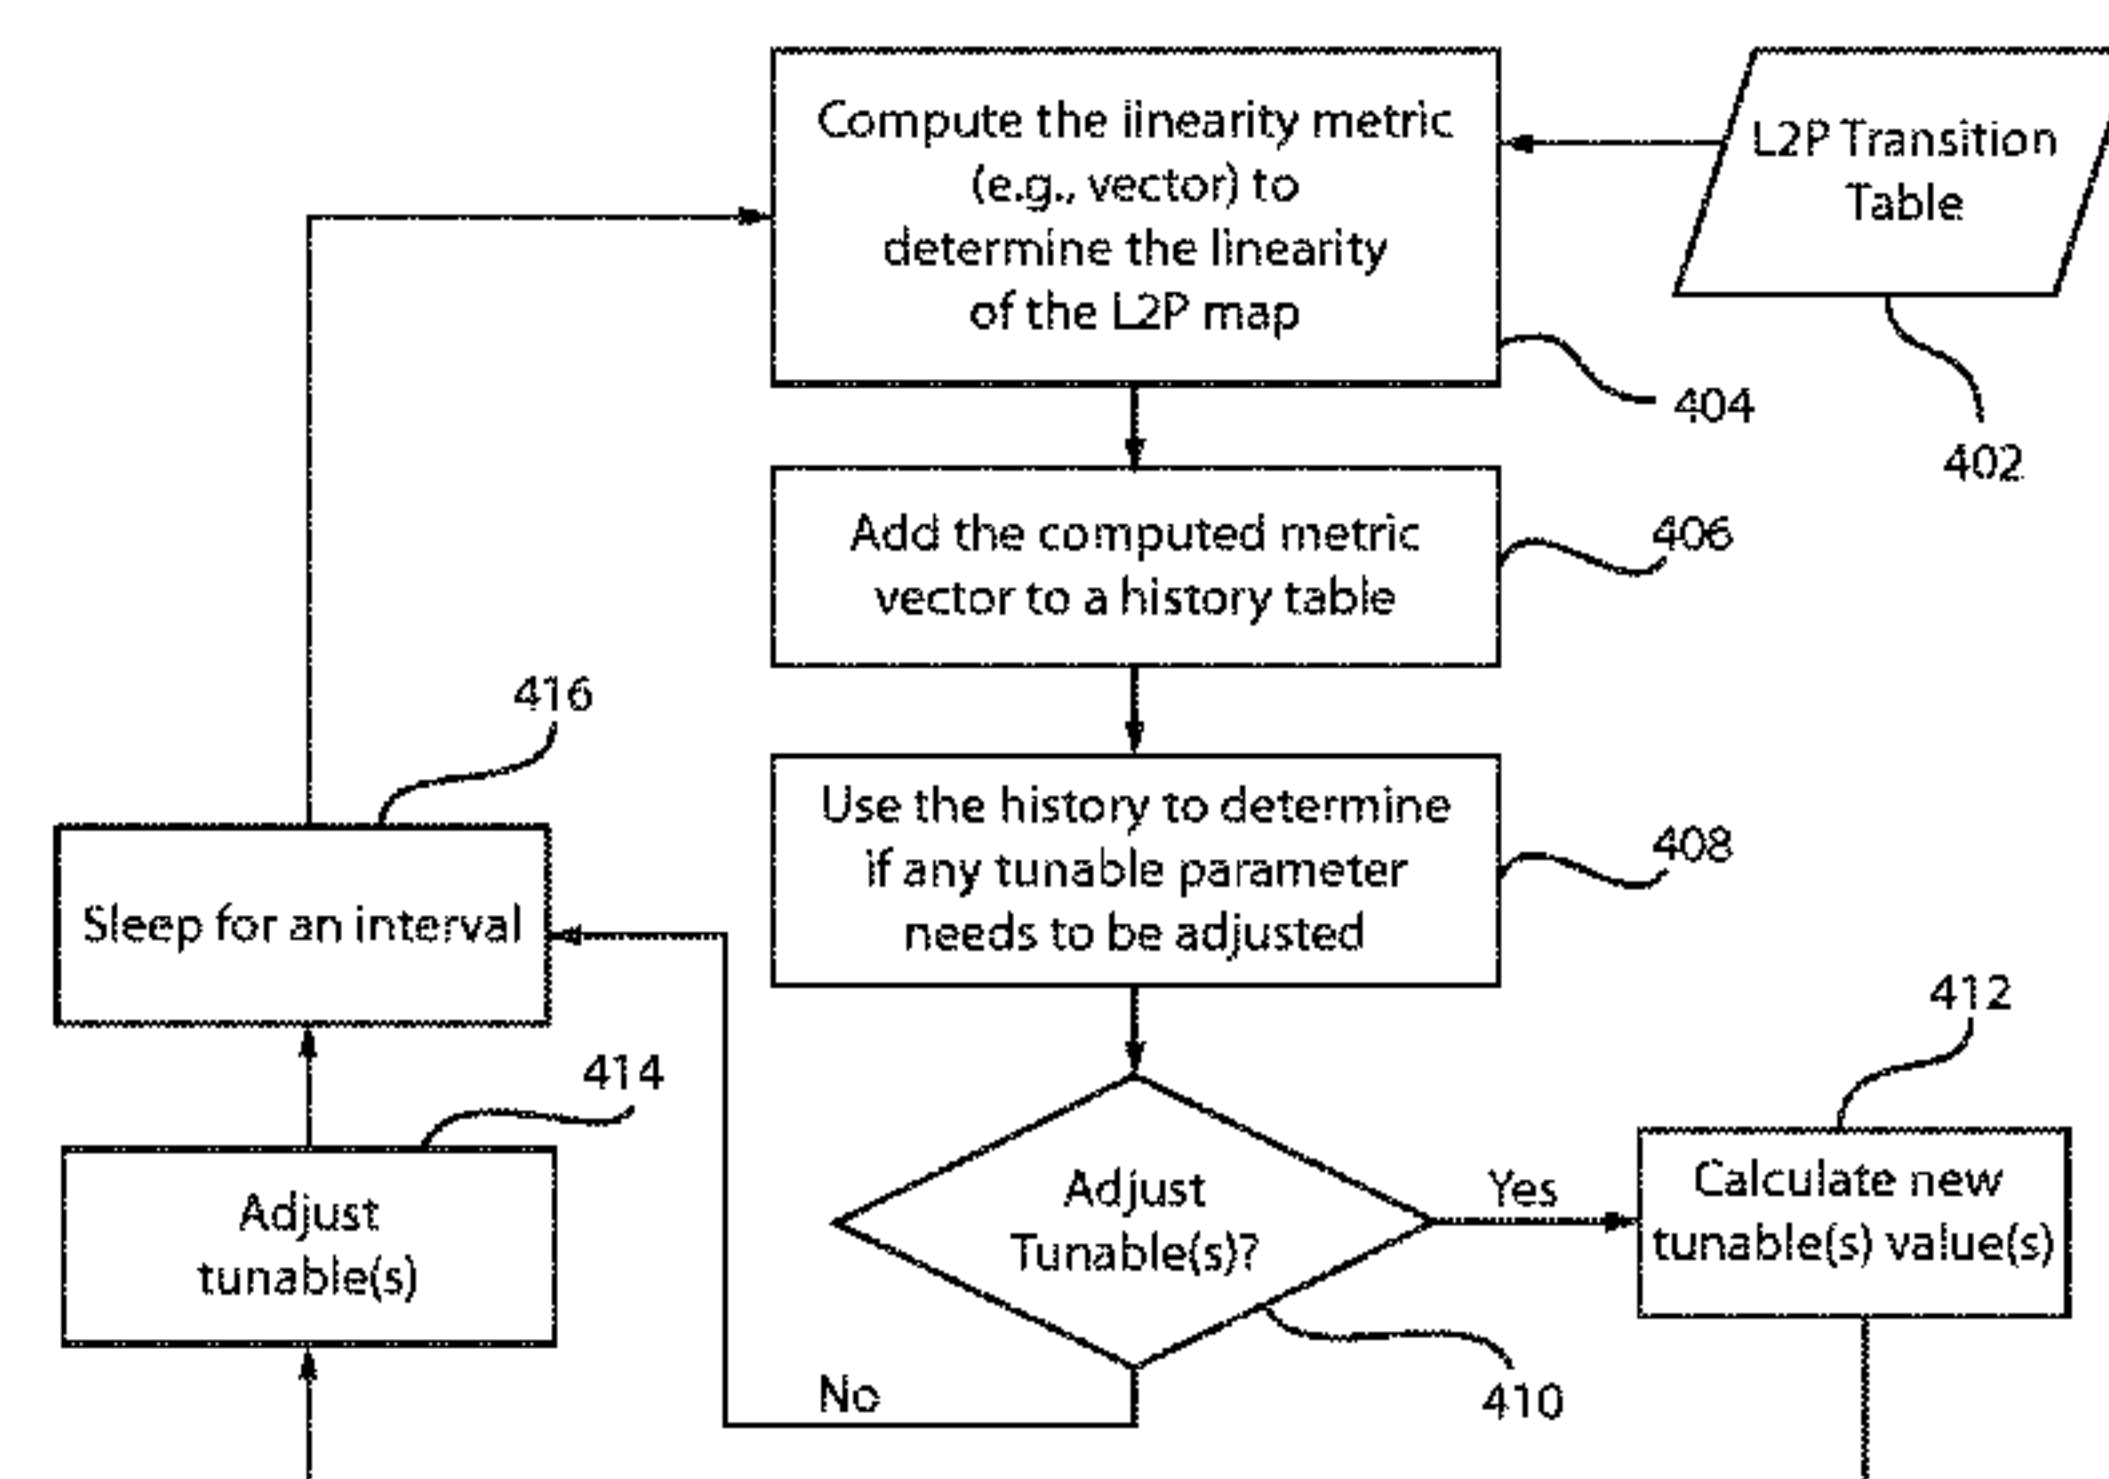 Compute the linearity metric
(e.g., vector) to
determine the linearity
of the L2P map
L2P Transition
Table
404
402
Add the computed metric
vector to a history table
406
416
Use the history to determine
if any tunable parameter
needs to be adjusted
408
Sleep for an interval
412
414
Adjust
tunable(s)
Adjust
Tunable(s)?
Yes
Calculate new
tunable(s) value(s)
No
410